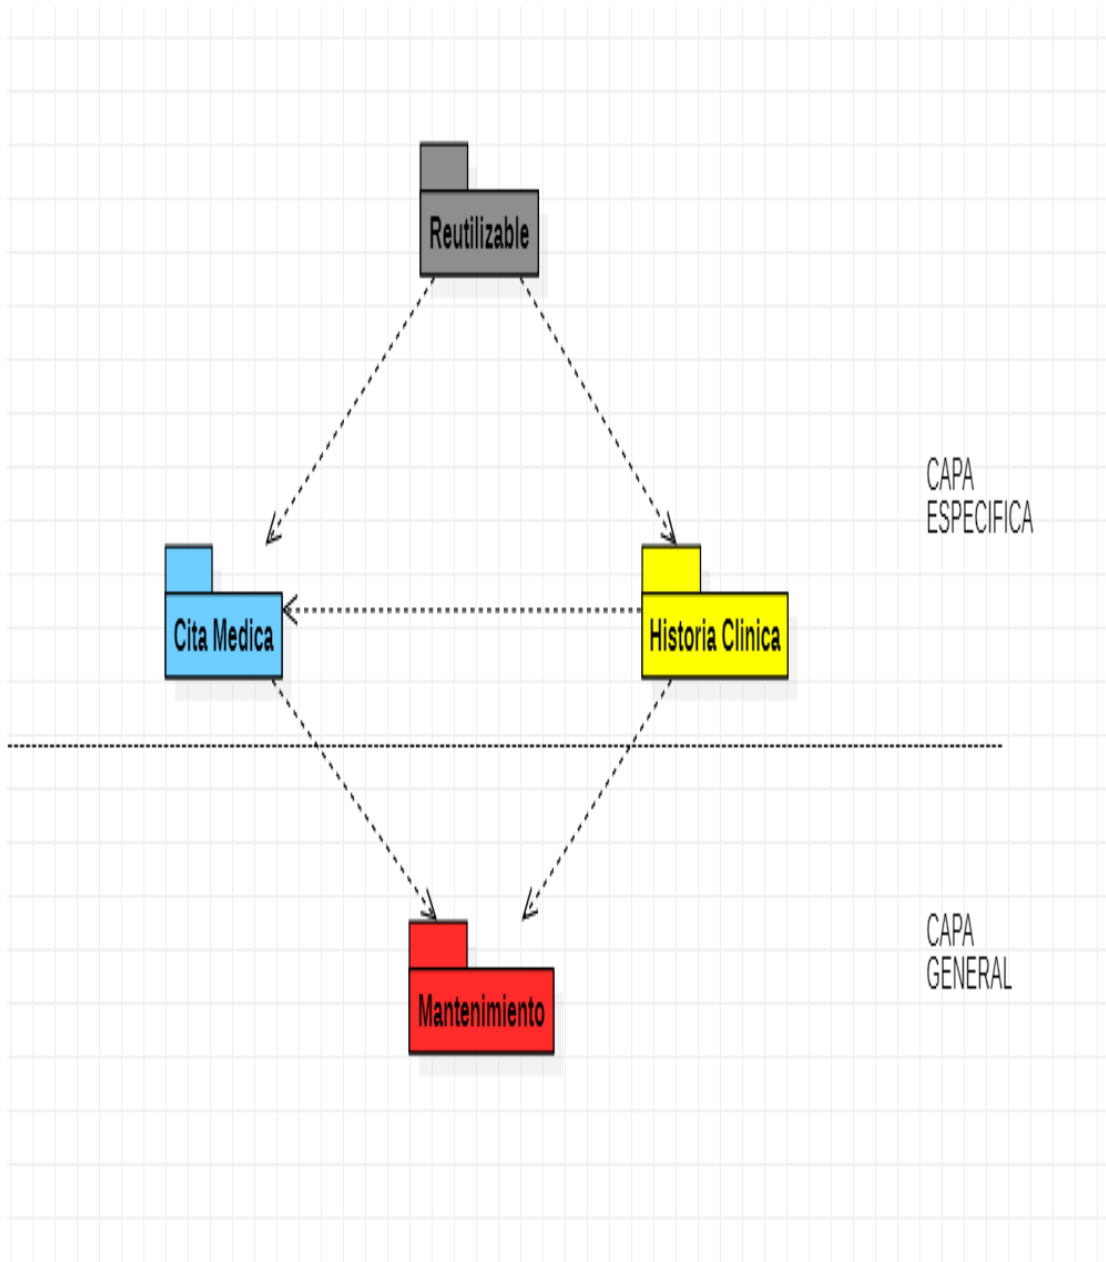 Reutilizable
CAPA
ESPECIFICA
Cita Medica
Historia Clinica
CAPA
GENERAL
Mantenimiento